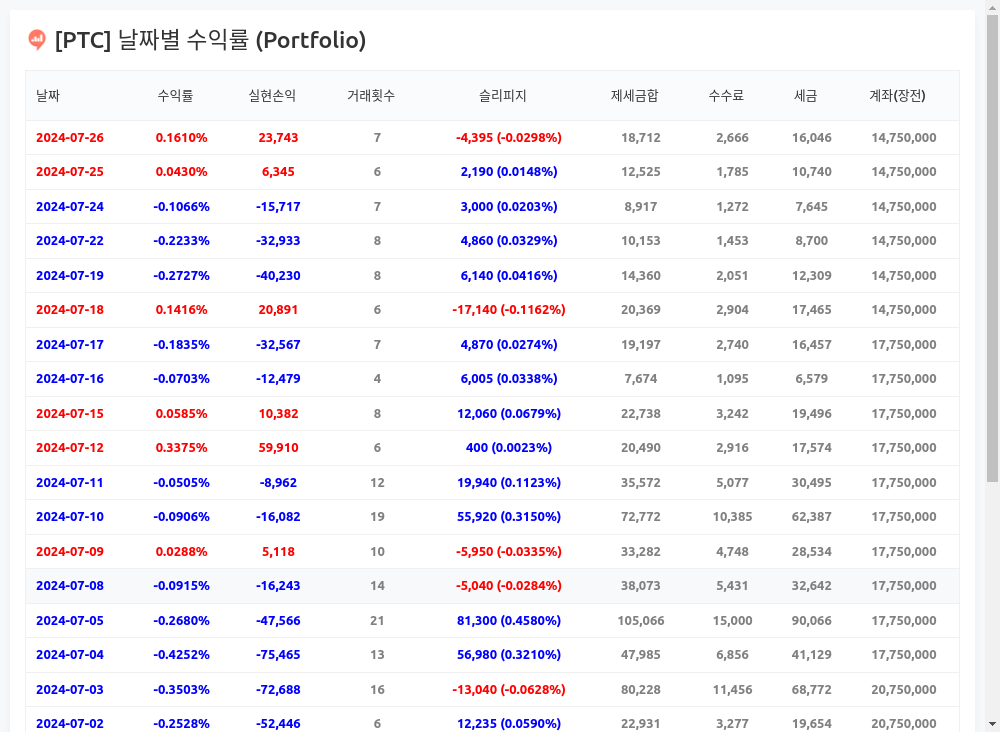 [PTC] 날짜별 수익률 (Portfolio)
날짜 수익률 실현손익 거래횟수 슬리피지 제세금합 수수료 세금 계좌(장전)
2024-07-26 0.1610% 23,743 7 -4,395 (-0.0298%) 18,712 2,666 16,046 14,750,000
2024-07-25 0.0430% 6,345 6 2,190 (0.0148%) 12,525 1,785 10,740 14,750,000
2024-07-24 -0.1066% -15,717 7 3,000 (0.0203%) 8,917 1,272 7,645 14,750,000
2024-07-22 -0.2233% -32,933 8 4,860 (0.0329%) 10,153 1,453 8,700 14,750,000
2024-07-19 -0.2727% -40,230 8 6,140 (0.0416%) 14,360 2,051 12,309 14,750,000
2024-07-18 0.1416% 20,891 6 -17,140 (-0.1162%) 20,369 2,904 17,465 14,750,000
2024-07-17 -0.1835% -32,567 7 4,870 (0.0274%) 19,197 2,740 16,457 17,750,000
2024-07-16 -0.0703% -12,479 4 6,005 (0.0338%) 7,674 1,095 6,579 17,750,000
2024-07-15 0.0585% 10,382 8 12,060 (0.0679%) 22,738 3,242 19,496 17,750,000
2024-07-12 0.3375% 59,910 6 400 (0.0023%) 20,490 2,916 17,574 17,750,000
2024-07-11 -0.0505% -8,962 12 19,940 (0.1123%) 35,572 5,077 30,495 17,750,000
2024-07-10 -0.0906% -16,082 19 55,920 (0.3150%) 72,772 10,385 62,387 17,750,000
2024-07-09 0.0288% 5,118 10 -5,950 (-0.0335%) 33,282 4,748 28,534 17,750,000
2024-07-08 -0.0915% -16,243 14 -5,040 (-0.0284%) 38,073 5,431 32,642 17,750,000
2024-07-05 -0.2680% -47,566 21 81,300 (0.4580%) 105,066 15,000 90,066 17,750,000
2024-07-04 -0.4252% -75,465 13 56,980 (0.3210%) 47,985 6,856 41,129 17,750,000
2024-07-03 -0.3503% -72,688 16 -13,040 (-0.0628%) 80,228 11,456 68,772 20,750,000
2024-07-02 -0.2528% -52,446 6 12,235 (0.0590%) 22,931 3,277 19,654 20,750,000